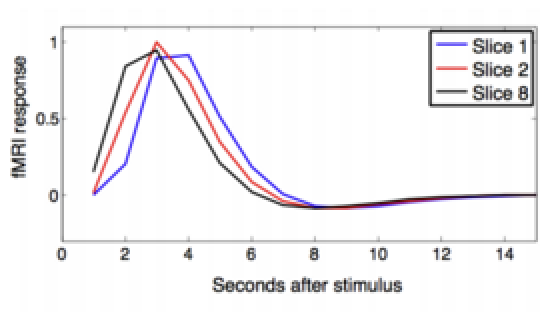 1
0.5
0
fMRI response
Slice 1
Slice 2
Slice 8
0 2 4 6 8 10 12 14
Seconds after stimulus